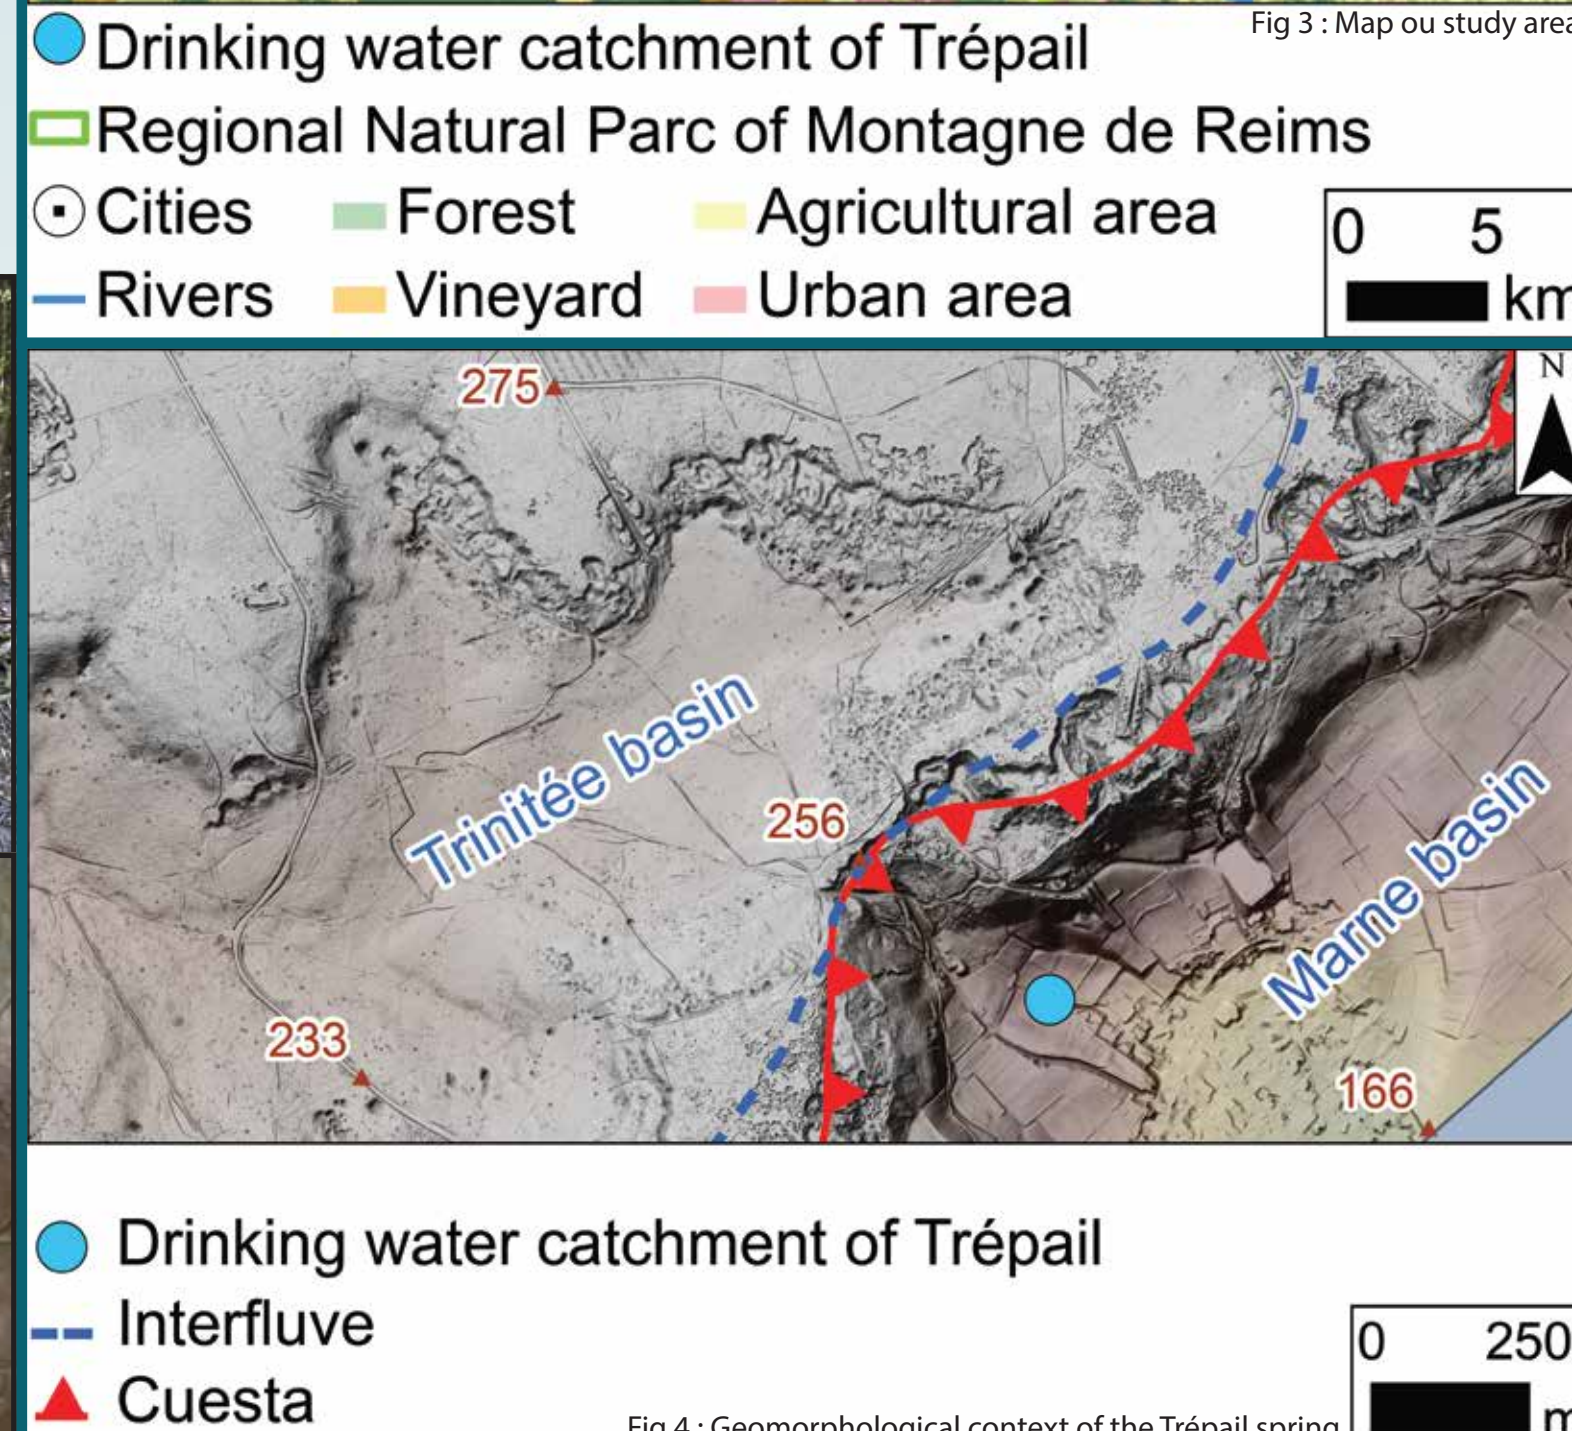 Fig 3 : Map ou study area
Drinking water catchment of Trépail
Regional Natural Parc of Montagne de Reims
Cities Forest Agricultural area
Rivers Vineyard Urban area
0 5
km
N
275
Trinitée basin
256
Marne basin
233
166
Drinking water catchment of Trépail
Interfluve
Cuesta
0 250
m
Fig 4 : Geomorphological context of the Trépail spring